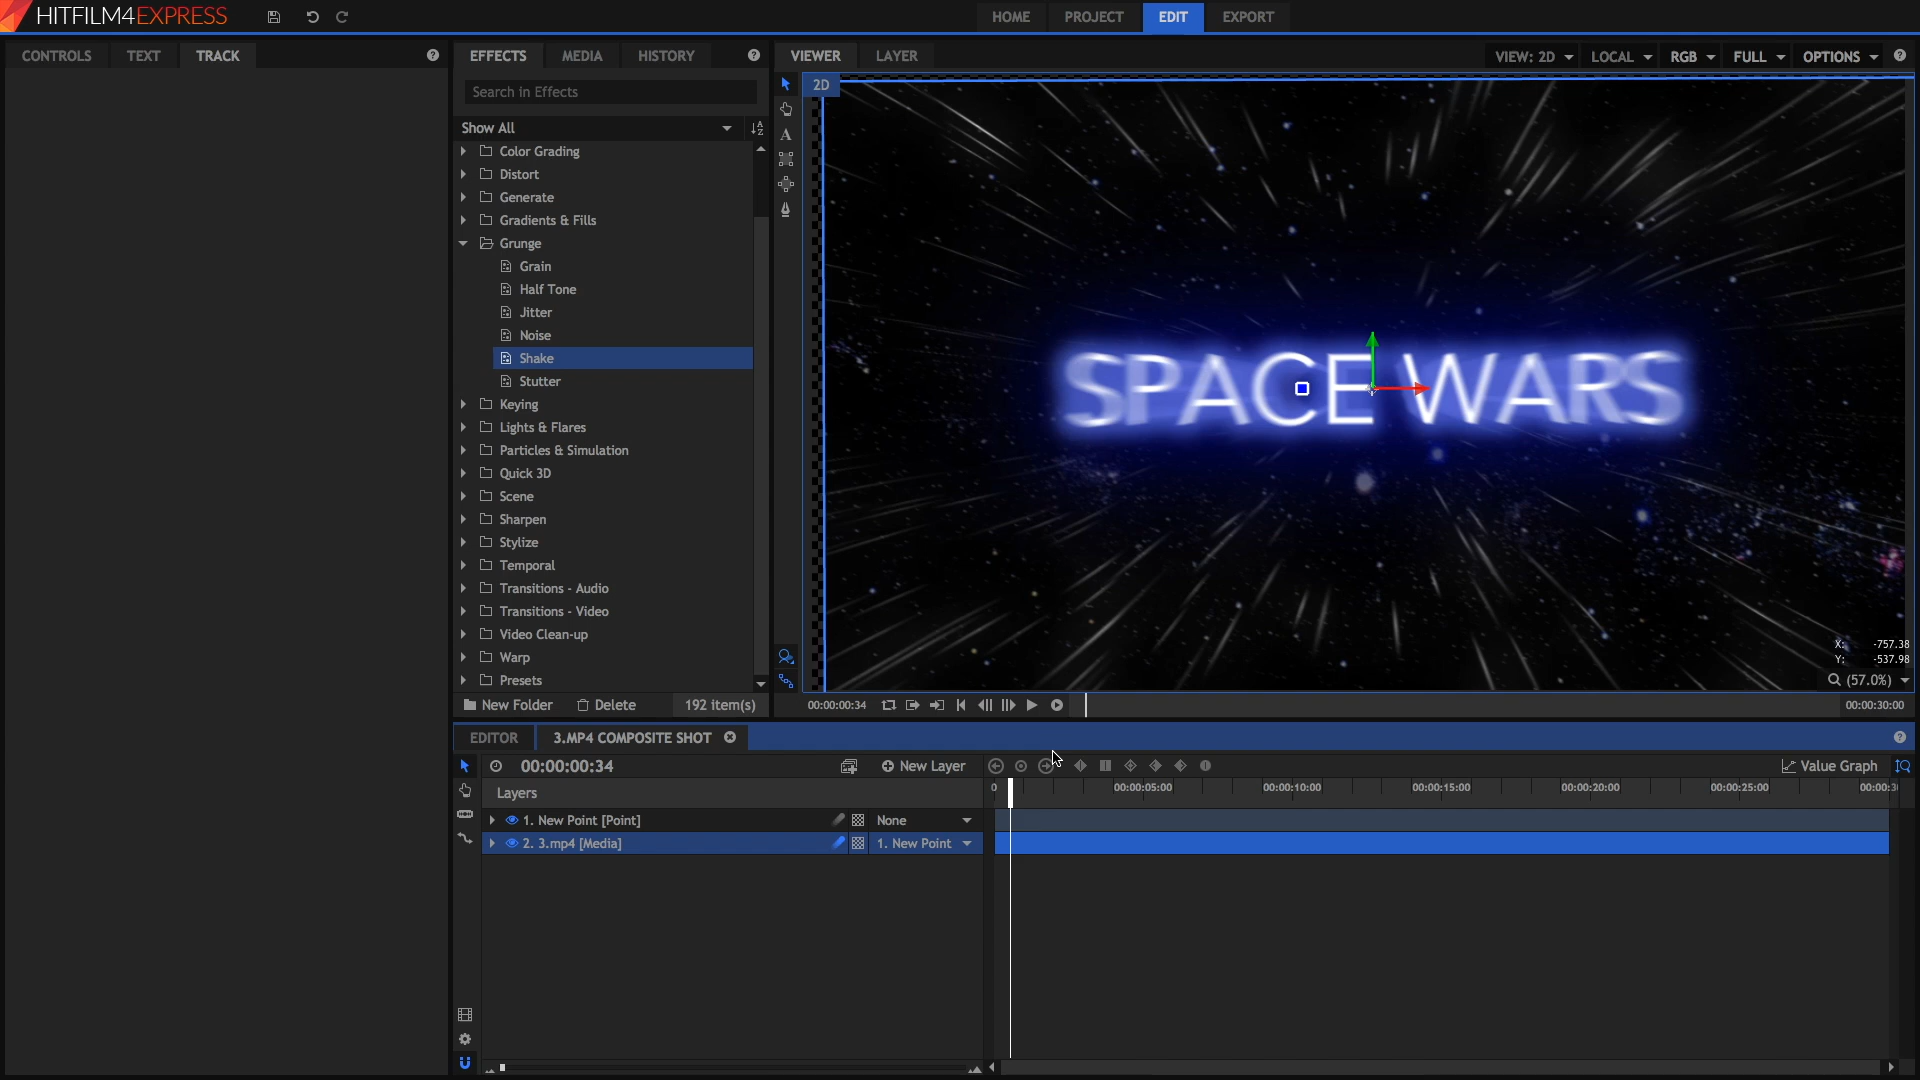 HITFILM4EXPRESS
HOME PROJECT EDIT EXPORT
CONTROLS TEXT TRACK
EFFECTS MEDIA HISTORY
VIEWER LAYER
VIEW: 2D LOCAL RGB FULL OPTIONS
Search in Effects
2D
Show All
Color Grading
Distort
Generate
Gradients & Fills
Grunge
Grain
Half Tone
Jitter
Noise
Shake
Stutter
Keying
Lights & Flares
Particles & Simulation
Quick 3D
Scene
Sharpen
Stylize
Temporal
Transitions - Audio
Transitions - Video
Video Clean-up
Warp
Presets
New Folder Delete 192 item(s)
SPACE WARS
X: -757.38
Y: -537.98
(57.0%)
00:00:00:34
00:00:30:00
EDITOR 3.MP4 COMPOSITE SHOT
00:00:00:34
New Layer
Value Graph
Layers
0 00:00:05:00 00:00:10:00 00:00:15:00 00:00:20:00 00:00:25:00 00:00:3
1. New Point [Point] None
2. 3.mp4 [Media] 1. New Point